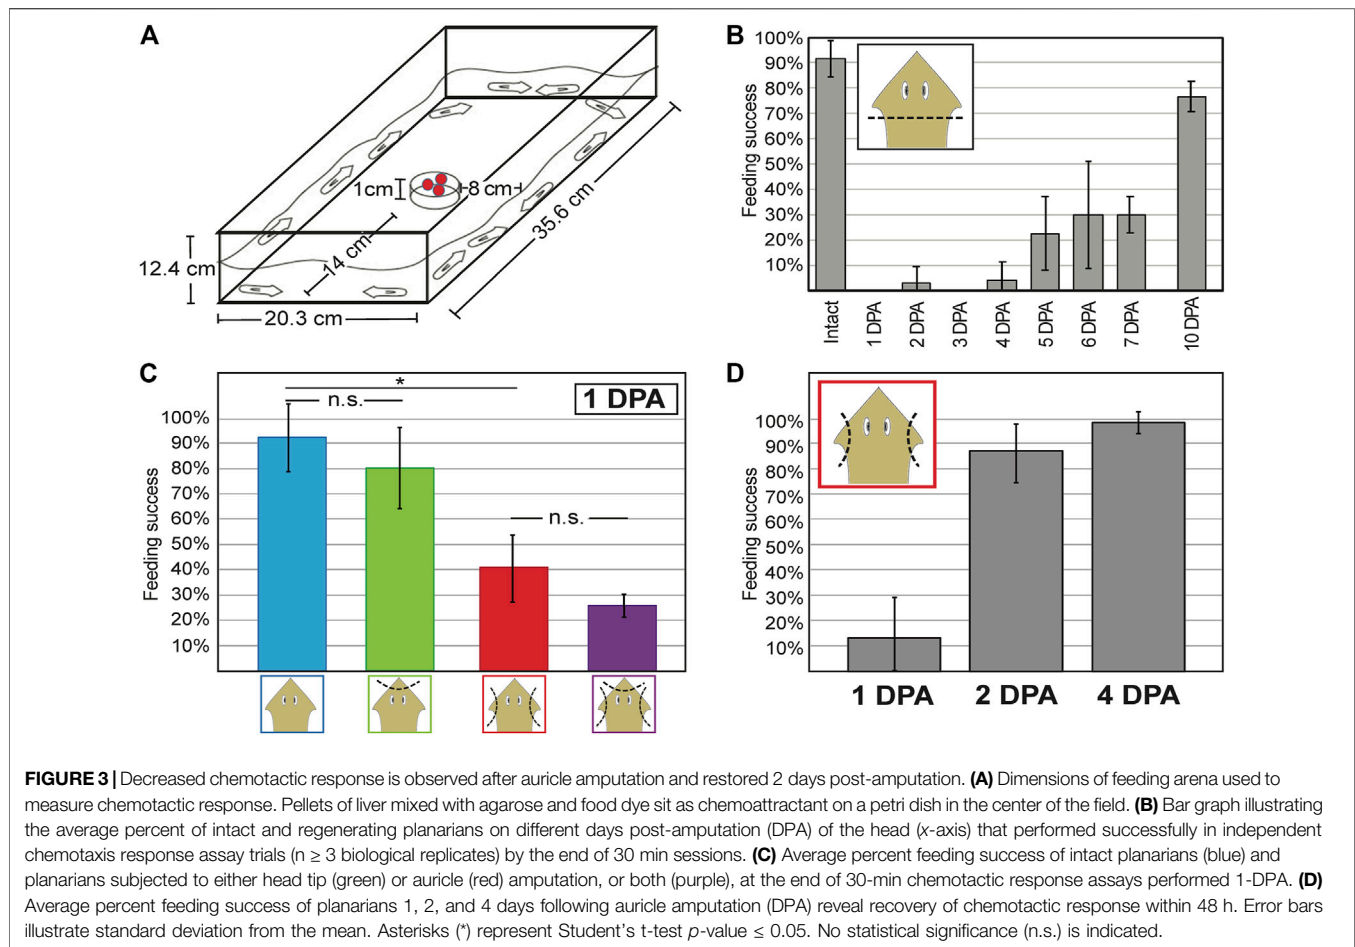 A
1cm
8 cm
14 cm
35.6 cm
12.4 cm
20.3 cm
B
Feeding success
100%
90%
80%
70%
60%
50%
40%
30%
20%
10%
Intact
1 DPA
2 DPA
3 DPA
4 DPA
5 DPA
6 DPA
7 DPA
10 DPA
C
1 DPA
*
n.s.
n.s.
Feeding success
100%
90%
80%
70%
60%
50%
40%
30%
20%
10%
D
Feeding success
100%
90%
80%
70%
60%
50%
40%
30%
20%
10%
1 DPA
2 DPA
4 DPA
FIGURE 3 | Decreased chemotactic response is observed after auricle amputation and restored 2 days post-amputation. (A) Dimensions of feeding arena used to
measure chemotactic response. Pellets of liver mixed with agarose and food dye sit as chemoattractant on a petri dish in the center of the field. (B) Bar graph illustrating
the average percent of intact and regenerating planarians on different days post-amputation (DPA) of the head (x-axis) that performed successfully in independent
chemotaxis response assay trials (n ≥ 3 biological replicates) by the end of 30 min sessions. (C) Average percent feeding success of intact planarians (blue) and
planarians subjected to either head tip (green) or auricle (red) amputation, or both (purple), at the end of 30-min chemotactic response assays performed 1-DPA. (D)
Average percent feeding success of planarians 1, 2, and 4 days following auricle amputation (DPA) reveal recovery of chemotactic response within 48 h. Error bars
illustrate standard deviation from the mean. Asterisks (*) represent Student's t-test p-value ≤ 0.05. No statistical significance (n.s.) is indicated.